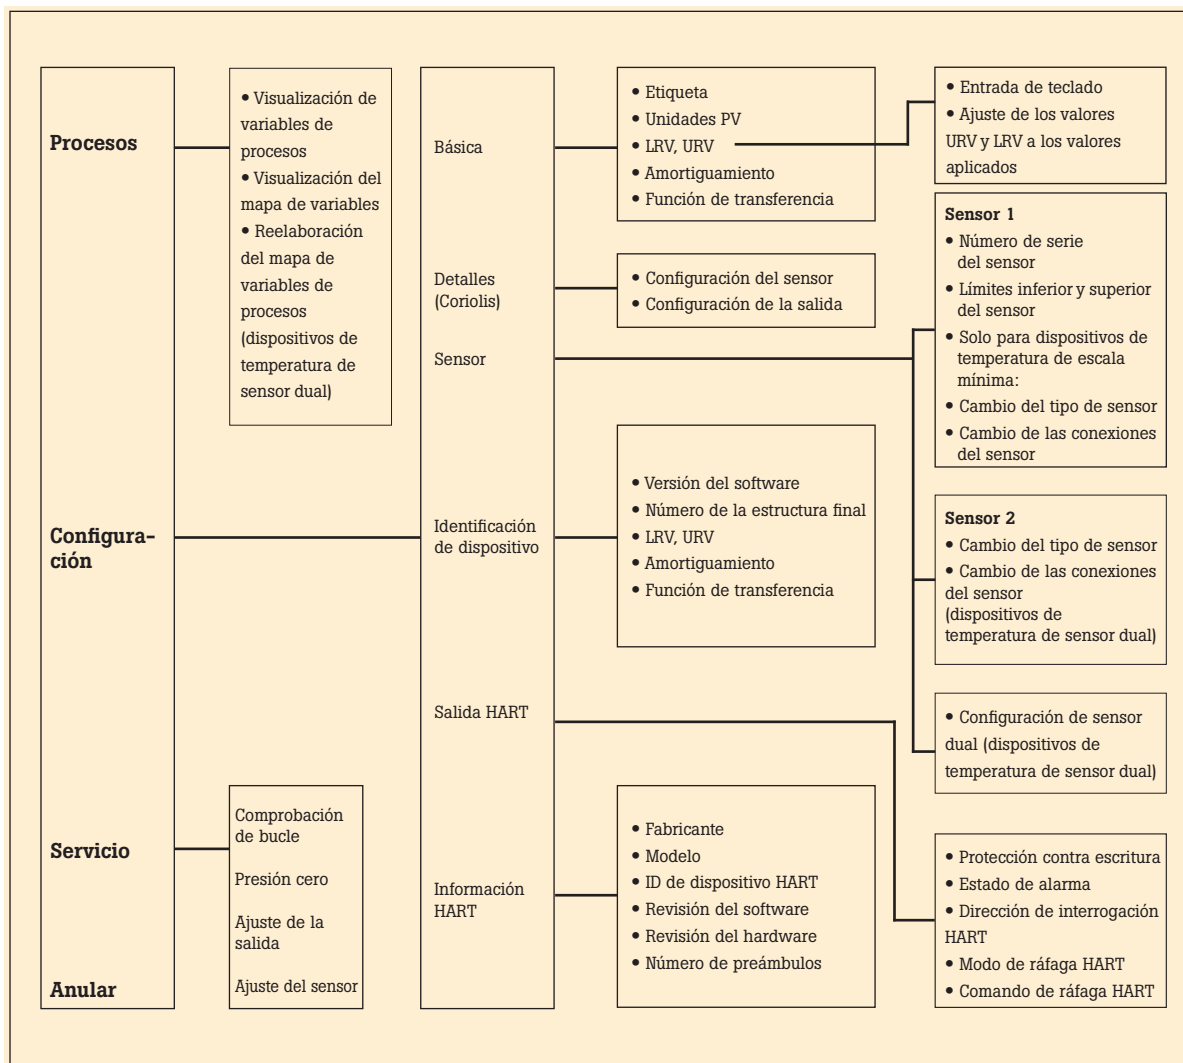 Procesos
Configura-
ción
Servicio
Anular
• Visualización de
variables de
procesos
• Visualización del
mapa de variables
• Reelaboración
del mapa de
variables de
procesos
(dispositivos de
temperatura de
sensor dual)
Comprobación
de bucle
Presión cero
Ajuste de la
salida
Ajuste del sensor
Básica
Detalles
(Coriolis)
Sensor
Identificación
de dispositivo
Salida HART
Información
HART
• Etiqueta
• Unidades PV
• LRV, URV
• Amortiguamiento
• Función de transferencia
• Configuración del sensor
• Configuración de la salida
• Versión del software
• Número de la estructura final
• LRV, URV
• Amortiguamiento
• Función de transferencia
• Fabricante
• Modelo
• ID de dispositivo HART
• Revisión del software
• Revisión del hardware
• Número de preámbulos
• Entrada de teclado
• Ajuste de los valores
URV y LRV a los valores
aplicados
Sensor 1
• Número de serie
del sensor
• Límites inferior y superior
del sensor
• Solo para dispositivos de
temperatura de escala
mínima:
• Cambio del tipo de sensor
• Cambio de las conexiones
del sensor
Sensor 2
• Cambio del tipo de sensor
• Cambio de las conexiones
del sensor
(dispositivos de
temperatura de sensor dual)
• Configuración de sensor
dual (dispositivos de
temperatura de sensor dual)
• Protección contra escritura
• Estado de alarma
• Dirección de interrogación
HART
• Modo de ráfaga HART
• Comando de ráfaga HART